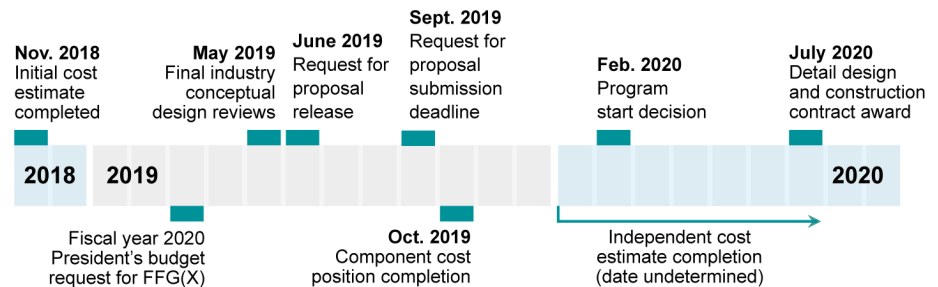 Nov. 2018
Initial cost
estimate
completed
May 2019
Final industry
conceptual
design reviews
June 2019
Request for
proposal
release
Sept. 2019
Request for
proposal
submission
deadline
Feb. 2020
Program
start decision
July 2020
Detail design
and construction
contract award
2018
2019
2020
Fiscal year 2020
President’s budget
request for FFG(X)
Oct. 2019
Component cost
position completion
Independent cost
estimate completion
(date undetermined)